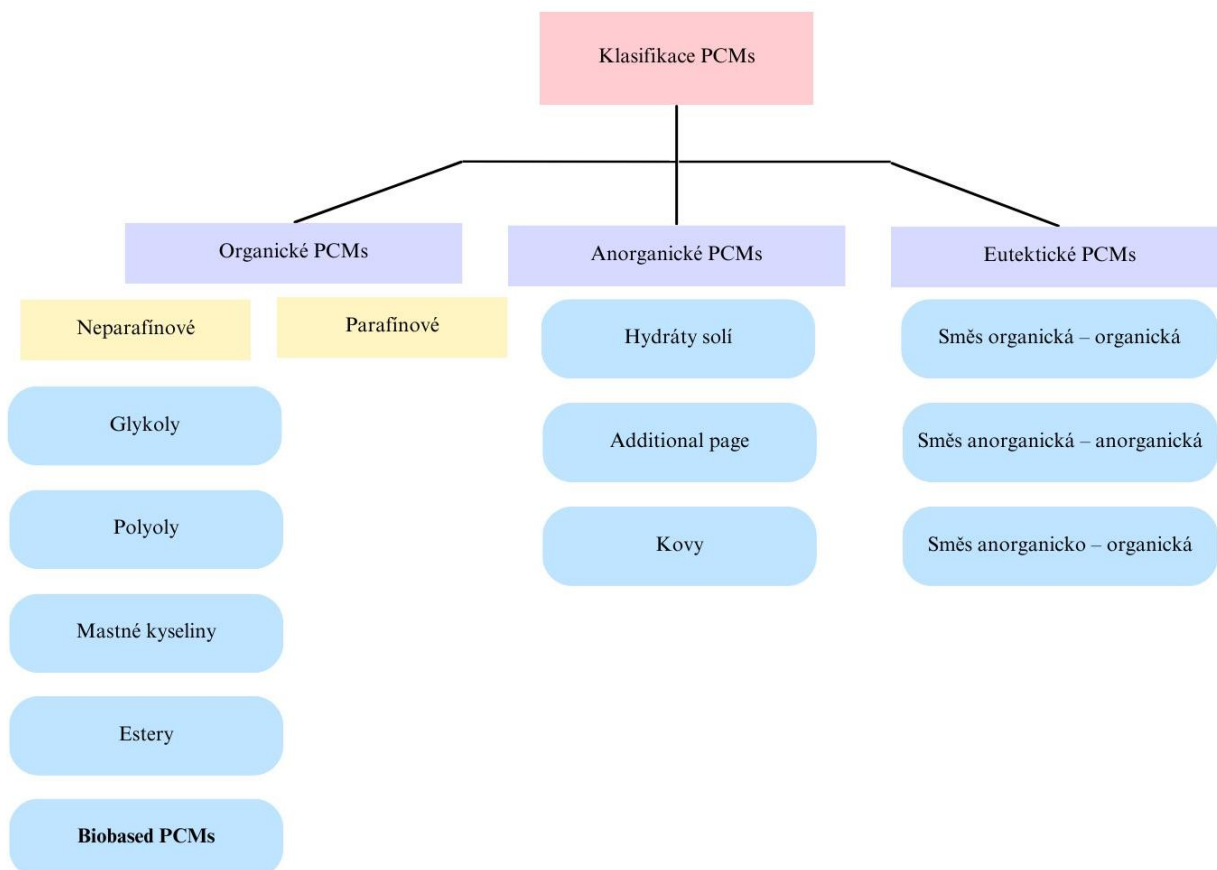 Klasifikace PCMs
Organické PCMs
Anorganické PCMs
Eutektické PCMs
Neparafínové
Parafínové
Hydráty solí
Směs organická – organická
Glykoly
Additional page
Směs anorganická – anorganická
Polyoly
Kovy
Směs anorganicko – organická
Mastné kyseliny
Estery
Biobased PCMs